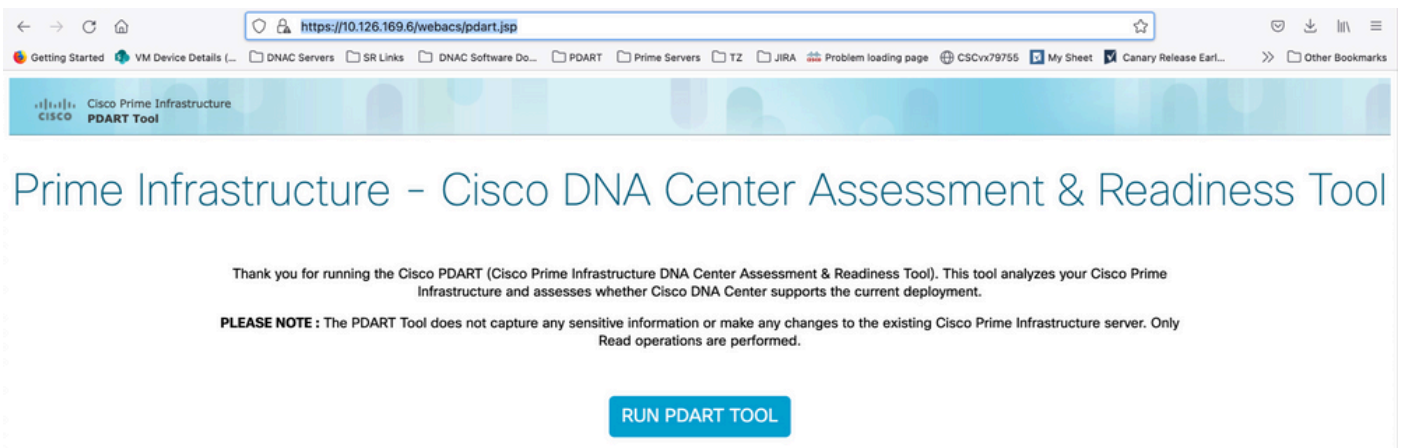 https://10.126.169.6/webacs/pdart.jsp
Getting Started VM Device Details (... DNAC Servers SR Links DNAC Software Do... PDART Prime Servers TZ JIRA Problem loading page CSCvx79755 My Sheet Canary Release Earl... Other Bookmarks
Cisco Prime Infrastructure
CISCO PDART Tool
Prime Infrastructure - Cisco DNA Center Assessment & Readiness Tool
Thank you for running the Cisco PDART (Cisco Prime Infrastructure DNA Center Assessment & Readiness Tool). This tool analyzes your Cisco Prime
Infrastructure and assesses whether Cisco DNA Center supports the current deployment.
PLEASE NOTE : The PDART Tool does not capture any sensitive information or make any changes to the existing Cisco Prime Infrastructure server. Only
Read operations are performed.
RUN PDART TOOL